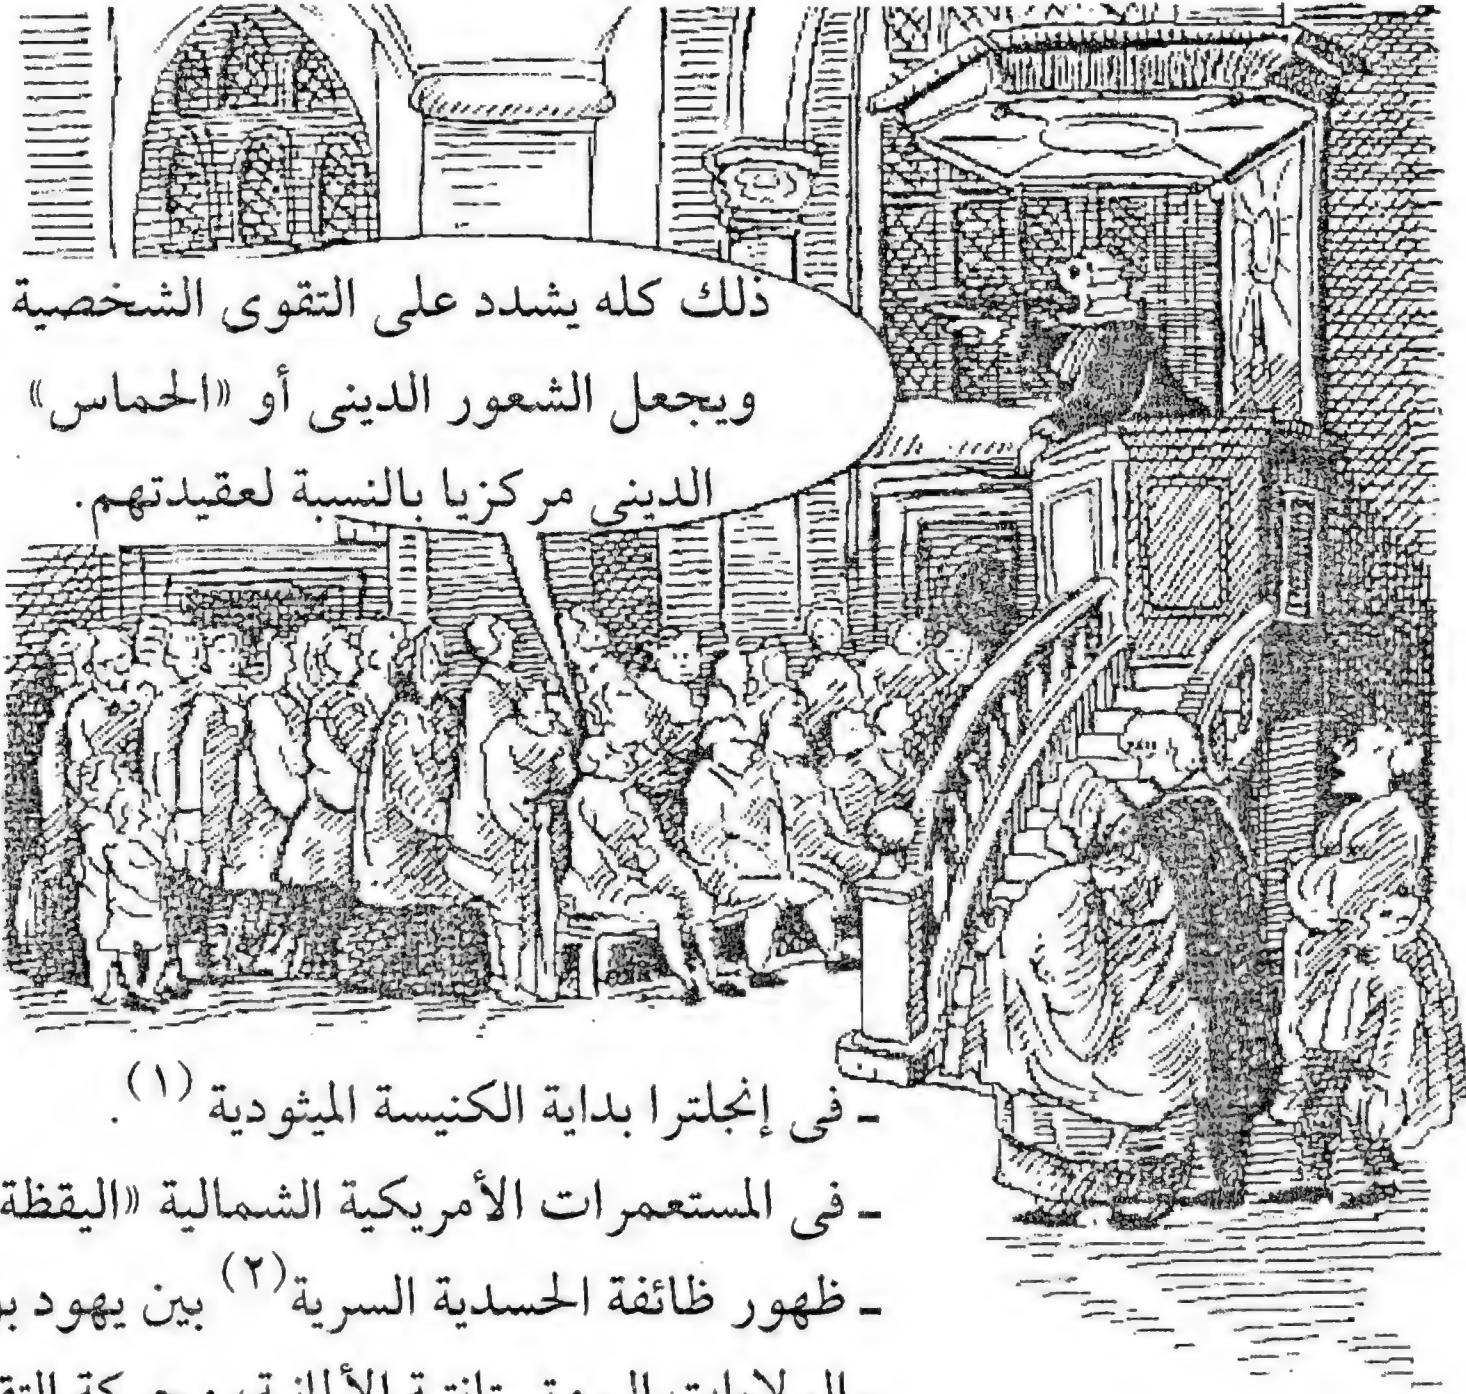 ذلك كله يشدد على التقوى الشخصية
ويجعل الشعور الدينى أو «الحماس»
الدينى مركزيا بالنسبة لعقيدتهم.
ـ فى إنجلترا بداية الكنيسة الميثودية (١).
ـ فى المستعمرات الأمريكية الشمالية «اليقظة
ـ ظهور ظائفة الحسدية السرية (٢) بين يهود